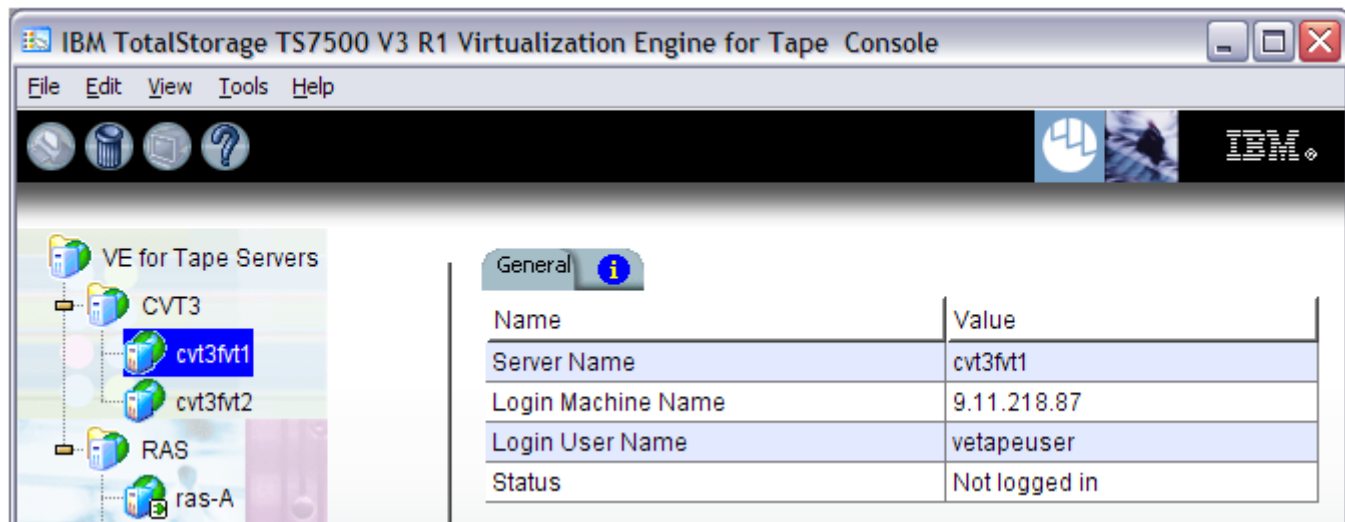 IBM TotalStorage TS7500 V3 R1 Virtualization Engine for Tape Console
File Edit View Tools Help
IBM®
VE for Tape Servers
CVT3
cvt3fvt1
cvt3fvt2
RAS
ras-A
General
Name Value
Server Name cvt3fvt1
Login Machine Name 9.11.218.87
Login User Name vetapeuser
Status Not logged in